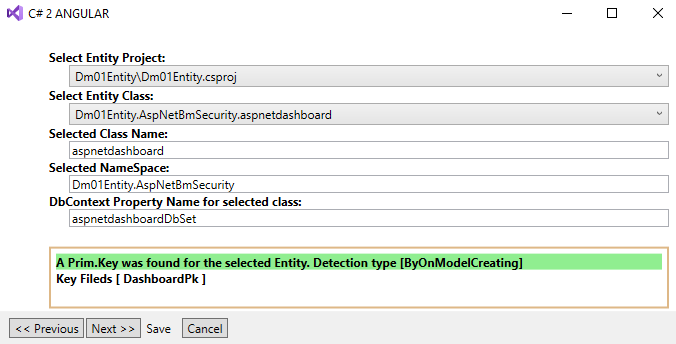 C# 2 ANGULAR
Select Entity Project:
Dm01Entity\Dm01Entity.csproj
Select Entity Class:
Dm01Entity.AspNetBmSecurity.aspnetdashboard
Selected Class Name:
aspnetdashboard
Selected NameSpace:
Dm01Entity.AspNetBmSecurity
DbContext Property Name for selected class:
aspnetdashboardDbSet
A Prim.Key was found for the selected Entity. Detection type [ByOnModelCreating]
Key Fileds [ DashboardPk ]
<< Previous Next >> Save Cancel